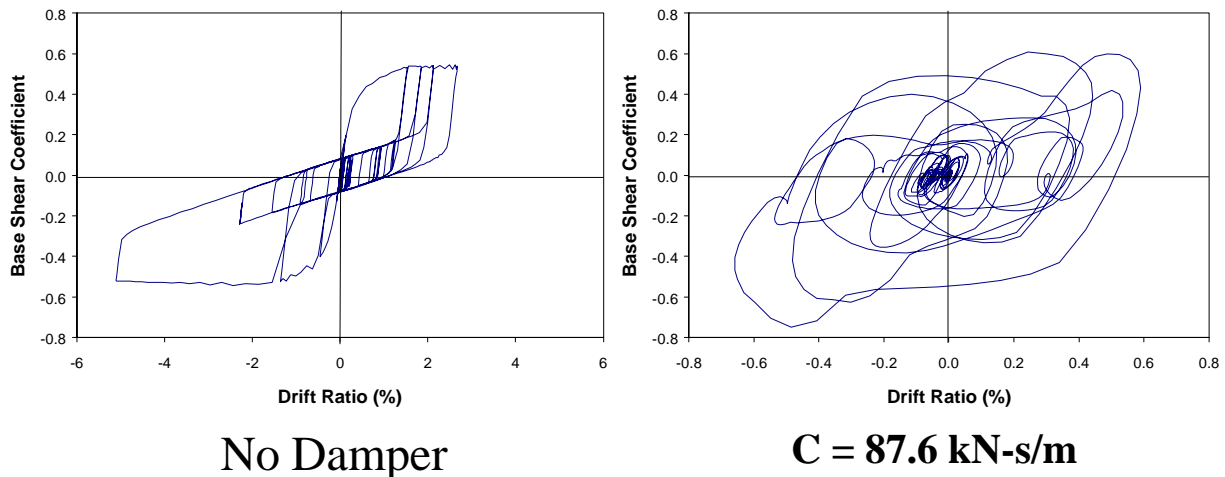 0.8
0.6
0.4
0.2
0.0
-0.2
-0.4
-0.6
-0.8
Base Shear Coefficient
-6 -4 -2 0 2 4 6
Drift Ratio (%)
No Damper
0.8
0.6
0.4
0.2
0.0
-0.2
-0.4
-0.6
-0.8
Base Shear Coefficient
-0.8 -0.6 -0.4 -0.2 0.0 0.2 0.4 0.6 0.8
Drift Ratio (%)
C = 87.6 kN-s/m